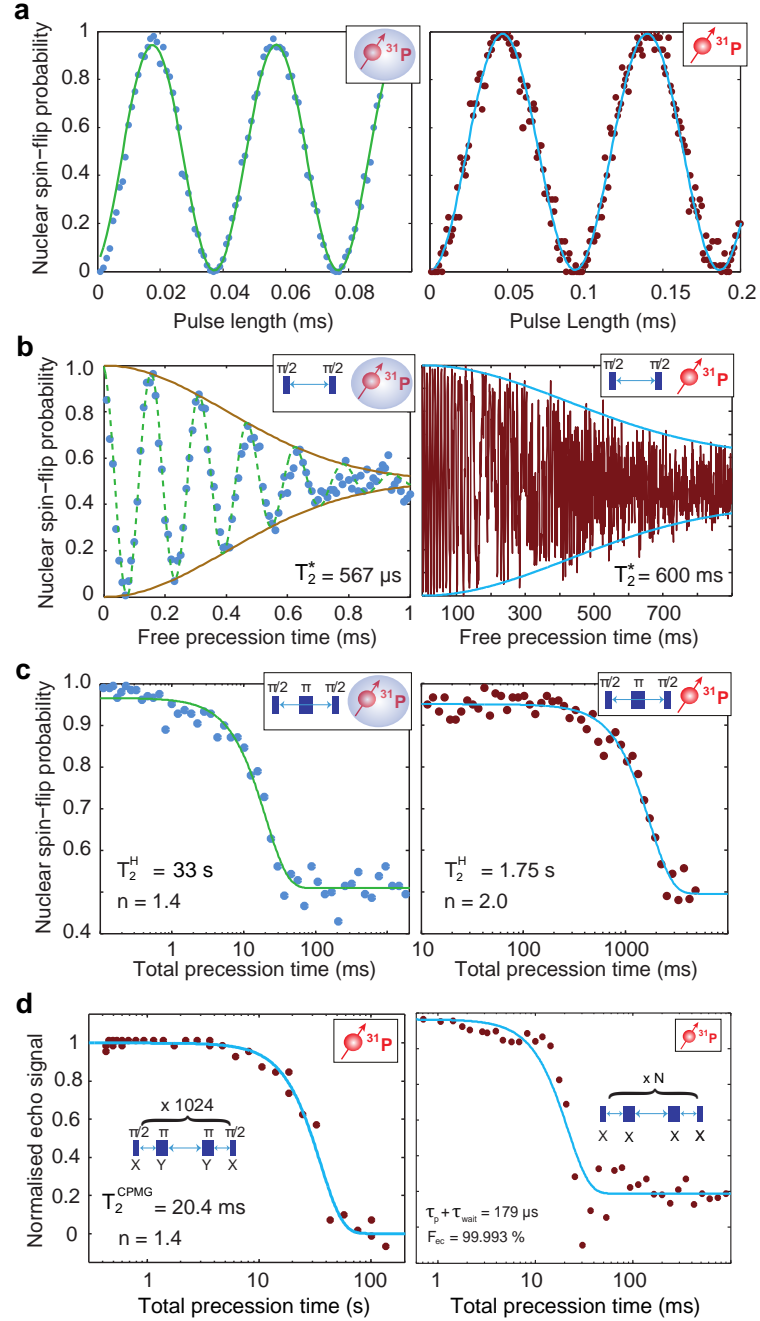 a
Nuclear spin−flip probability
1
0.8
0.6
0.4
0.2
0
31P
0 0.02 0.04 0.06 0.08
Pulse length (ms)
31P
0 0.05 0.1 0.15 0.2
Pulse Length (ms)
b
Nuclear spin−flip probability
1.0
0.8
0.6
0.4
0.2
0
π/2 π/2
31P
T2* = 567 µs
0 0.2 0.4 0.6 0.8 1
Free precession time (ms)
π/2 π/2
31P
T2* = 600 ms
100 300 500 700
Free precession time (ms)
c
Nuclear spin−flip probability
1.0
0.9
0.8
0.7
0.6
0.5
0.4
π/2 π π/2
31P
T2H = 33 s
n = 1.4
1 10 100
Total precession time (ms)
π/2 π π/2
31P
T2H = 1.75 s
n = 2.0
10 100 1000
Total precession time (ms)
d
Normalised echo signal
1
0.8
0.6
0.4
0.2
0
31P
x 1024
π/2 π π π/2
X Y Y X
T2CPMG = 20.4 ms
n = 1.4
1 10 100
Total precession time (s)
31P
x N
X X X X
τp + τwait = 179 µs
Fec = 99.993 %
1 10 100
Total precession time (ms)